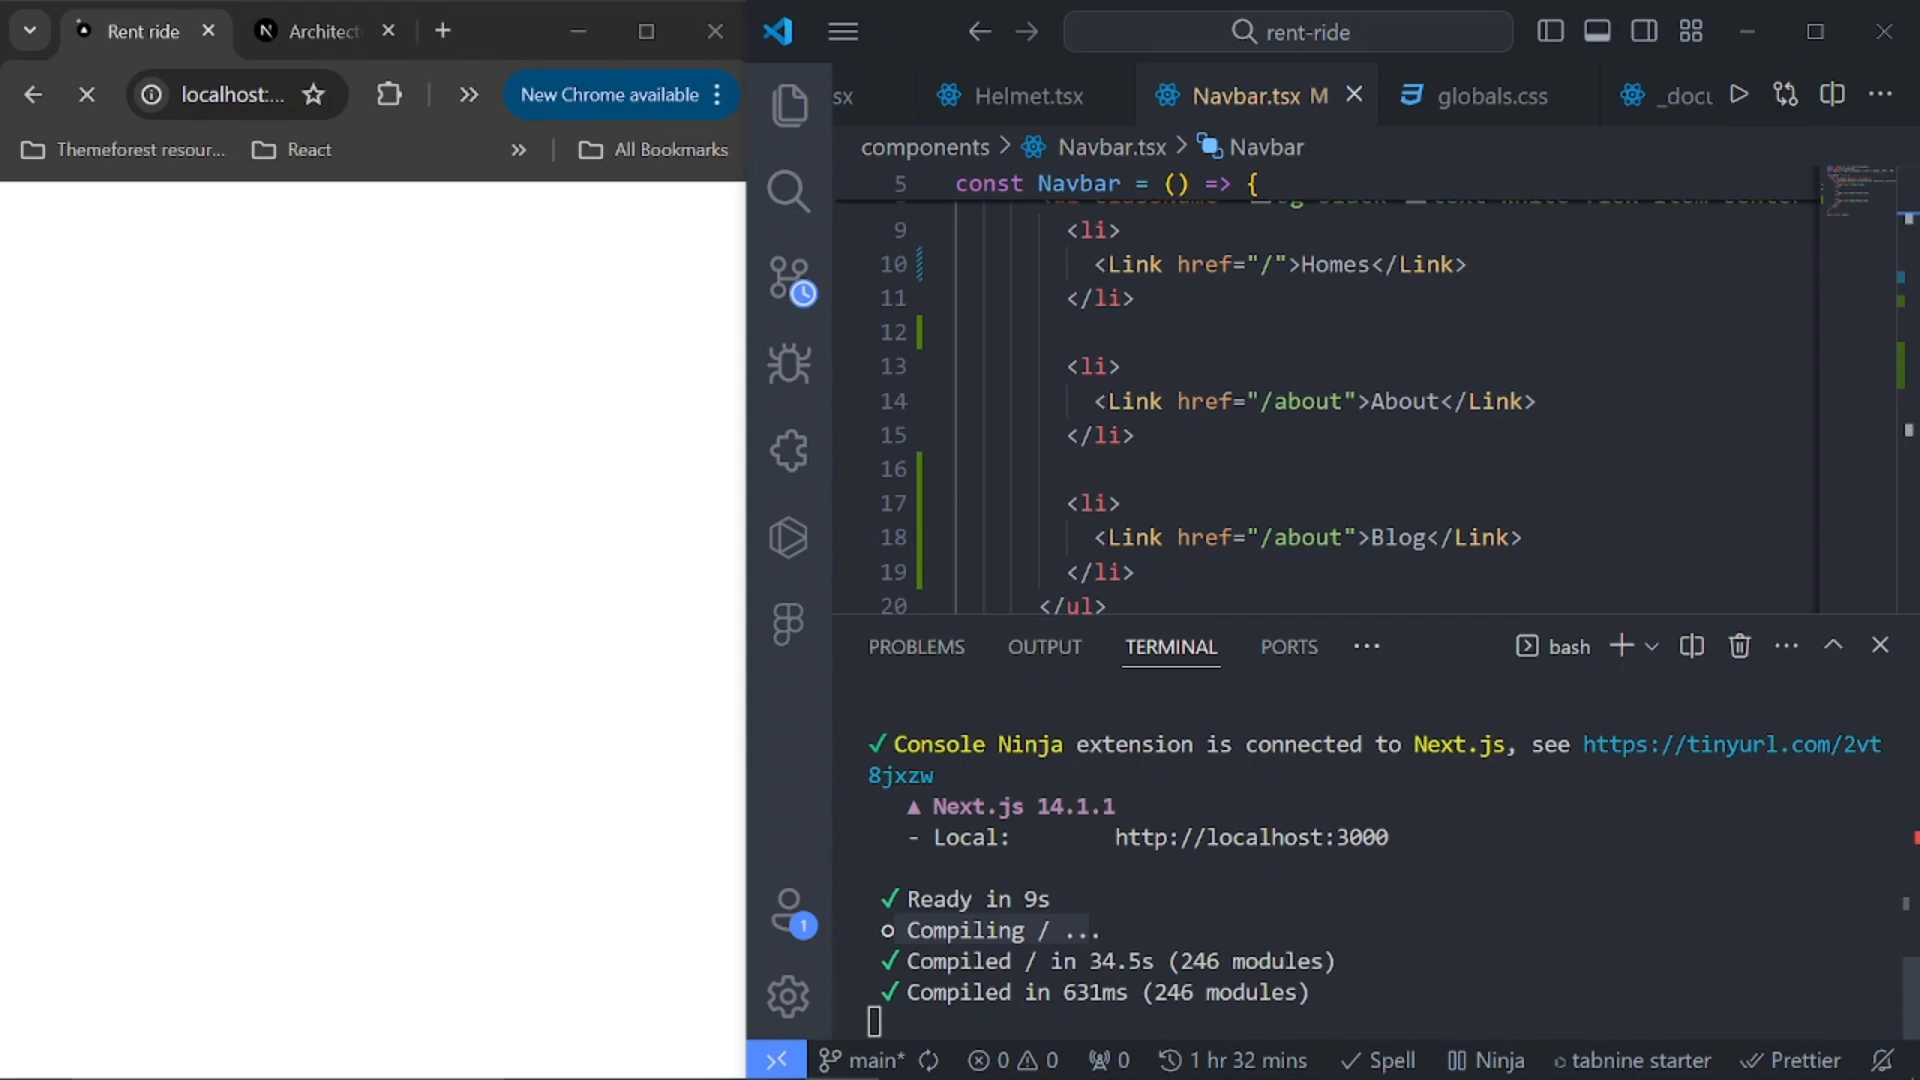 Rent ride
Architect
localhost:...
New Chrome available
Themeforest resour...
React
All Bookmarks
rent-ride
sx
Helmet.tsx
Navbar.tsx M
globals.css
_docu
components > Navbar.tsx > Navbar
5 const Navbar = () => {
9 <li>
10 <Link href="/">Homes</Link>
11 </li>
12
13 <li>
14 <Link href="/about">About</Link>
15 </li>
16
17 <li>
18 <Link href="/about">Blog</Link>
19 </li>
20 </ul>
PROBLEMS OUTPUT TERMINAL PORTS ...
bash
✓ Console Ninja extension is connected to Next.js, see https://tinyurl.com/2vt
8jxzw
▲ Next.js 14.1.1
- Local: http://localhost:3000
✓ Ready in 9s
○ Compiling / ...
✓ Compiled / in 34.5s (246 modules)
✓ Compiled in 631ms (246 modules)
1
main* 0 0 0 1 hr 32 mins Spell Ninja tabnine starter Prettier